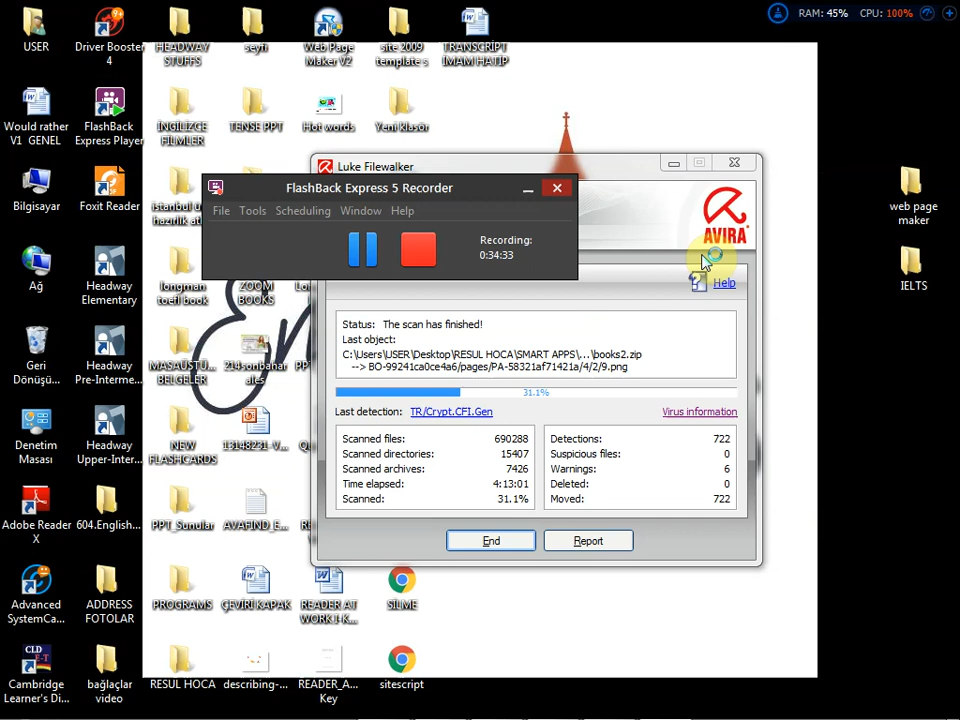 RAM: 45% CPU: 100%
USER
Driver Booster 4
HEADWAY STUFFS
seyfi
Web Page Maker V2
site 2009 template s
TRANSCRİPT İMAM HATİP
Would rather V1 GENEL
FlashBack Express Player
İNGİLİZCE FİLMLER
TENSE PPT
Hot words
Yeni klasör
Luke Filewalker
FlashBack Express 5 Recorder
File Tools Scheduling Window Help
Recording:
0:34:33
AVIRA
Help
Bilgisayar
Foxit Reader
web page maker
Ağ
Headway Elementary
longman toefl book
ZOOM BOOKS
IELTS
Status: The scan has finished!
Last object:
C:\Users\USER\Desktop\RESUL HOCA\SMART APPS\...\books2.zip
--> BO-99241ca0ce4a6/pages/PA-58321af71421a/4/2/9.png
31.1%
Last detection: TR/Crypt.CFI.Gen Virus information
Scanned files: 690288
Scanned directories: 15407
Scanned archives: 7426
Time elapsed: 4:13:01
Scanned: 31.1%
Detections: 722
Suspicious files: 0
Warnings: 6
Deleted: 0
Moved: 722
End Report
Geri Dönüşü...
Headway Pre-Interme...
MASAÜSTÜ... BELGELER
Denetim Masası
Headway Upper-Inter...
NEW FLASHCARDS
13148231-V...
Adobe Reader X
604.English...
PPT_Sunular
AVAFIND_E...
Advanced SystemCa...
ADDRESS FOTOLAR
PROGRAMS
ÇEVİRİ KAPAK
READER AT WORK I-K...
SİLME
CLD E-T
Cambridge Learner's Di...
bağlaçlar video
RESUL HOCA
describing-...
READER_A... Key
sitescript